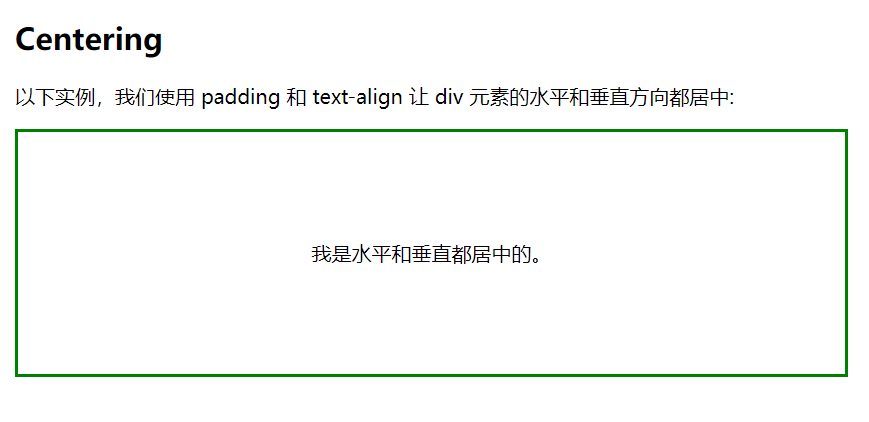 Centering
以下实例，我们使用 padding 和 text-align 让 div 元素的水平和垂直方向都居中:
我是水平和垂直都居中的。